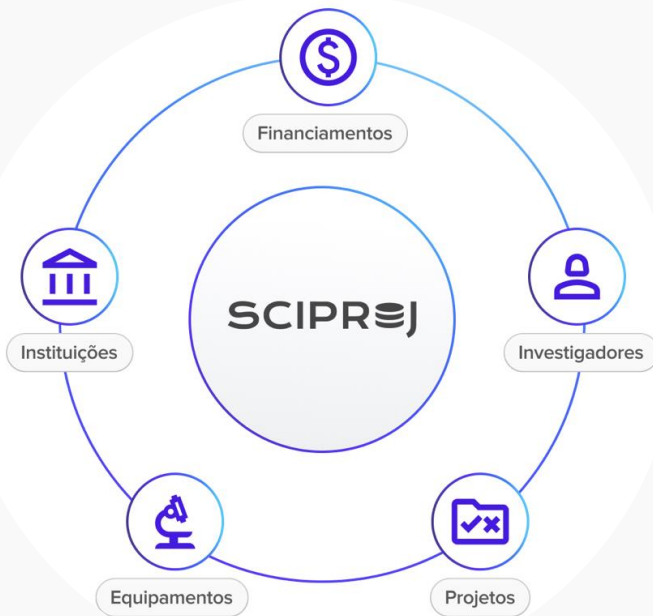 Financiamentos
SCIPROJ
Instituições
Investigadores
Equipamentos
Projetos